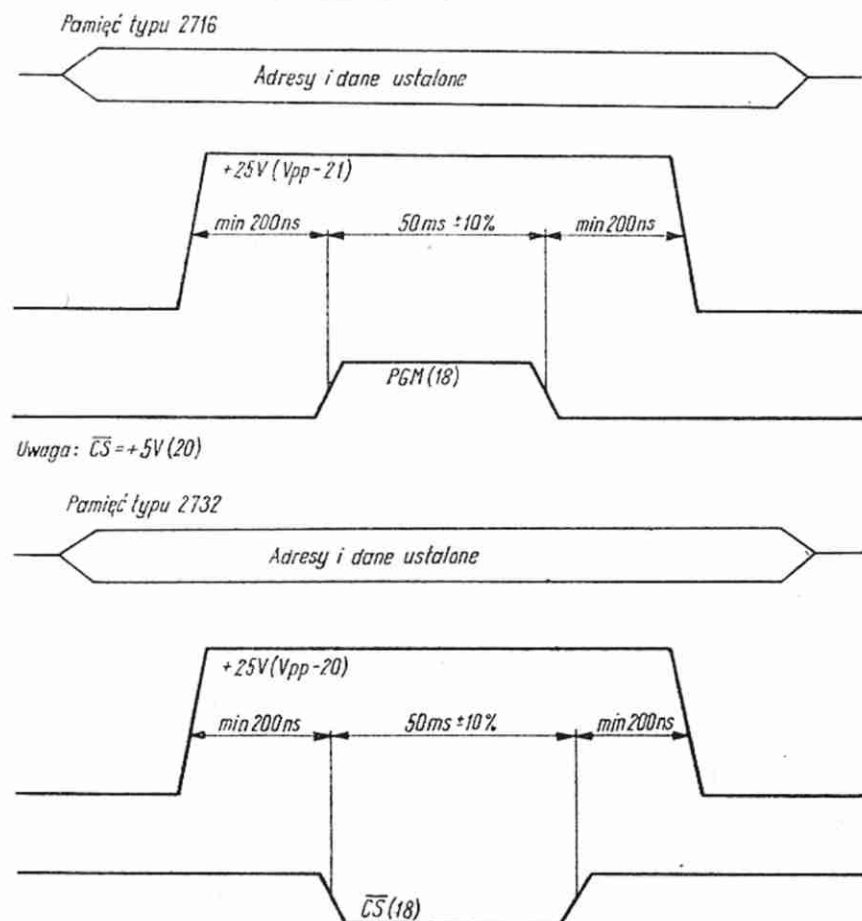 Pamięć typu 2716
Adresy i dane ustalone
+25V (Vpp-21)
min 200ns
50ms ±10%
min 200ns
PGM (18)
Uwaga: C̅S̅ = +5V (20)
Pamięć typu 2732
Adresy i dane ustalone
+25V (Vpp-20)
min 200ns
50ms ±10%
min 200ns
C̅S̅ (18)